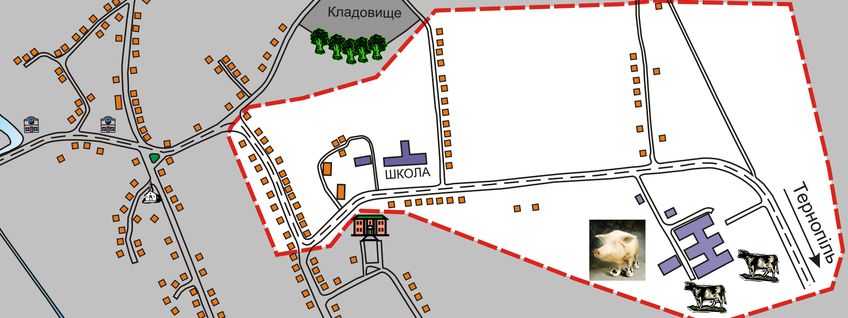 Кладовище
ШКОЛА
Тернопіль